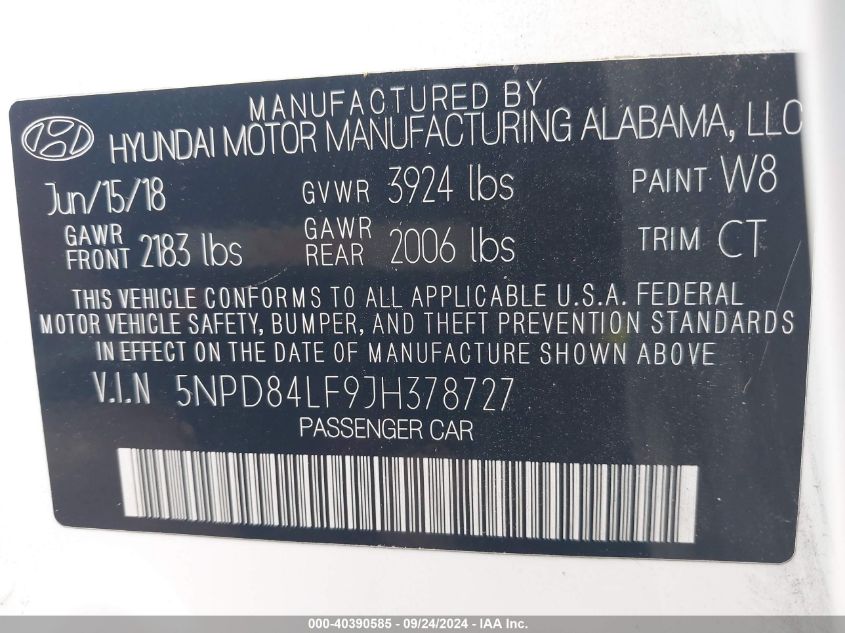 MANUFACTURED BY
HYUNDAI MOTOR MANUFACTURING ALABAMA, LLC
Jun/15/18 GVWR 3924 lbs PAINT W8
GAWR FRONT 2183 lbs GAWR REAR 2006 lbs TRIM CT
THIS VEHICLE CONFORMS TO ALL APPLICABLE U.S.A. FEDERAL
MOTOR VEHICLE SAFETY, BUMPER, AND THEFT PREVENTION STANDARDS
IN EFFECT ON THE DATE OF MANUFACTURE SHOWN ABOVE
V.I.N 5NPD84LF9JH378727
PASSENGER CAR
000-40390585 - 09/24/2024 - IAA Inc.